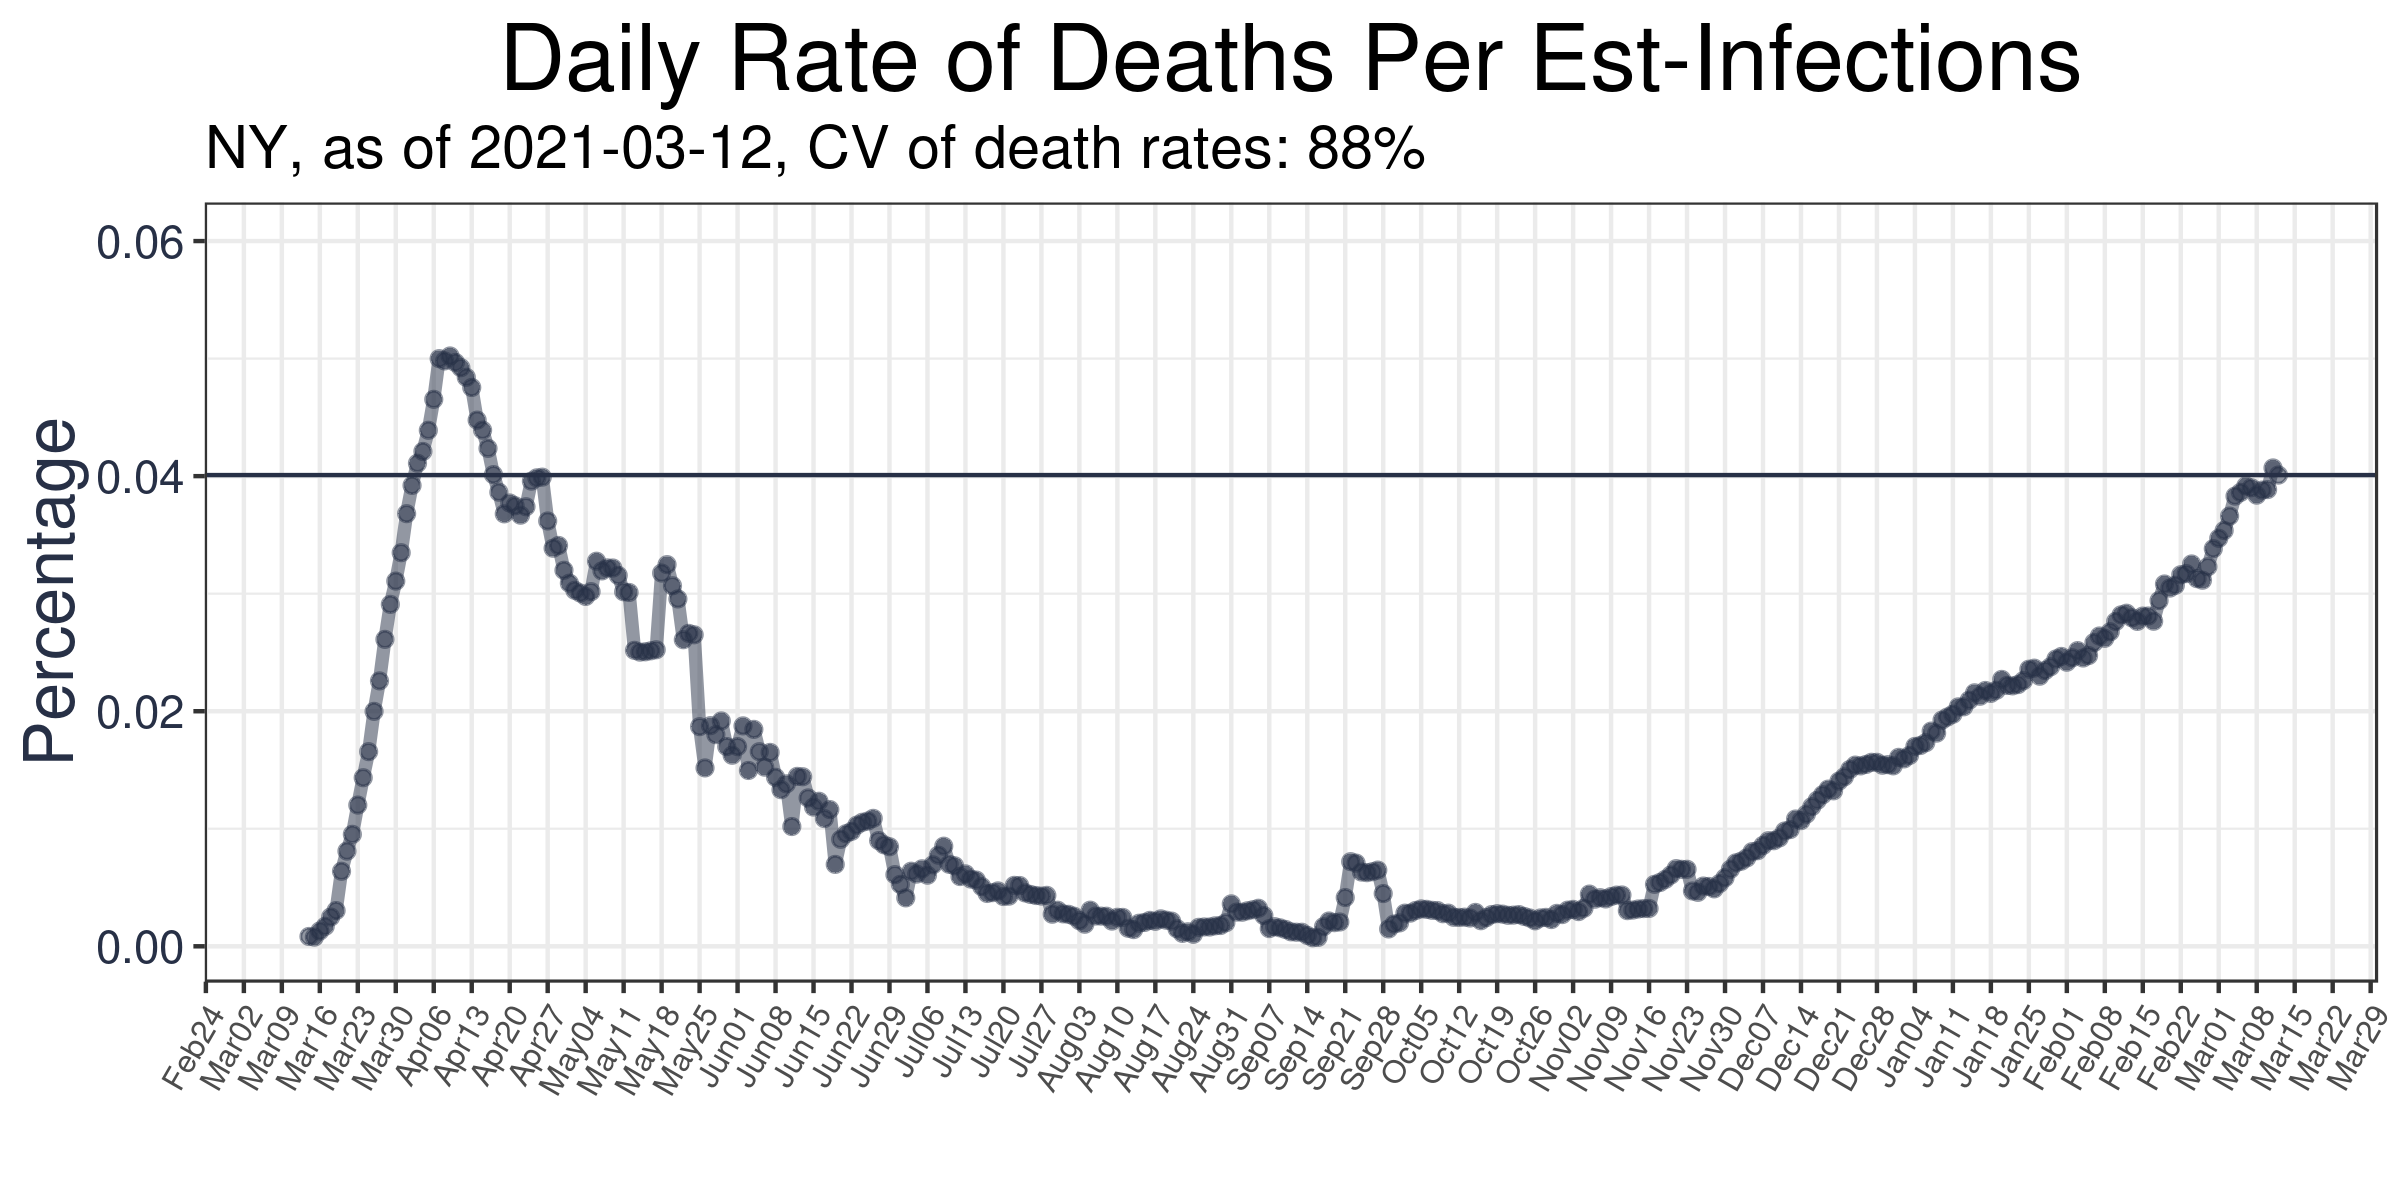 Daily Rate of Deaths Per Est-Infections
NY, as of 2021-03-12, CV of death rates: 88%
Percentage
0.06
0.04
0.02
0.00
Feb24
Mar02
Mar09
Mar16
Mar23
Mar30
Apr06
Apr13
Apr20
Apr27
May04
May11
May18
May25
Jun01
Jun08
Jun15
Jun22
Jun29
Jul06
Jul13
Jul20
Jul27
Aug03
Aug10
Aug17
Aug24
Aug31
Sep07
Sep14
Sep21
Sep28
Oct05
Oct12
Oct19
Oct26
Nov02
Nov09
Nov16
Nov23
Nov30
Dec07
Dec14
Dec21
Dec28
Dec04
Jan11
Jan18
Jan18
Jan25
Feb01
Feb08
Feb15
Feb22
Mar01
Mar08
Mar15
Mar22
Mar29